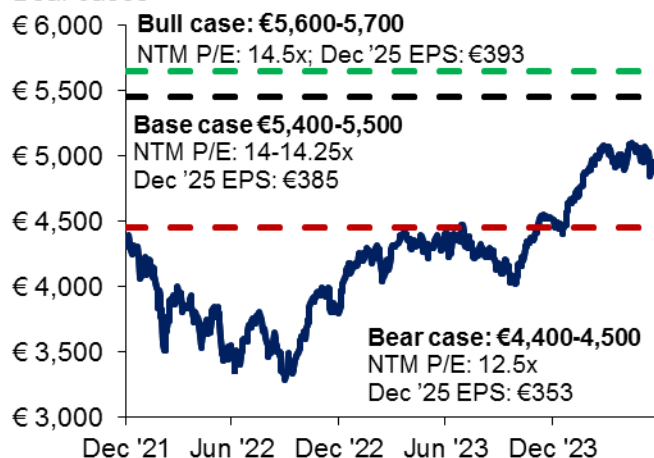 € 6,000
Bull case: €5,600-5,700
NTM P/E: 14.5x; Dec '25 EPS: €393
€ 5,500
Base case €5,400-5,500
NTM P/E: 14-14.25x
Dec '25 EPS: €385
€ 5,000
€ 4,500
€ 4,000
Bear case: €4,400-4,500
NTM P/E: 12.5x
Dec '25 EPS: €353
€ 3,500
€ 3,000
Dec '21 Jun '22 Dec '22 Jun '23 Dec '23